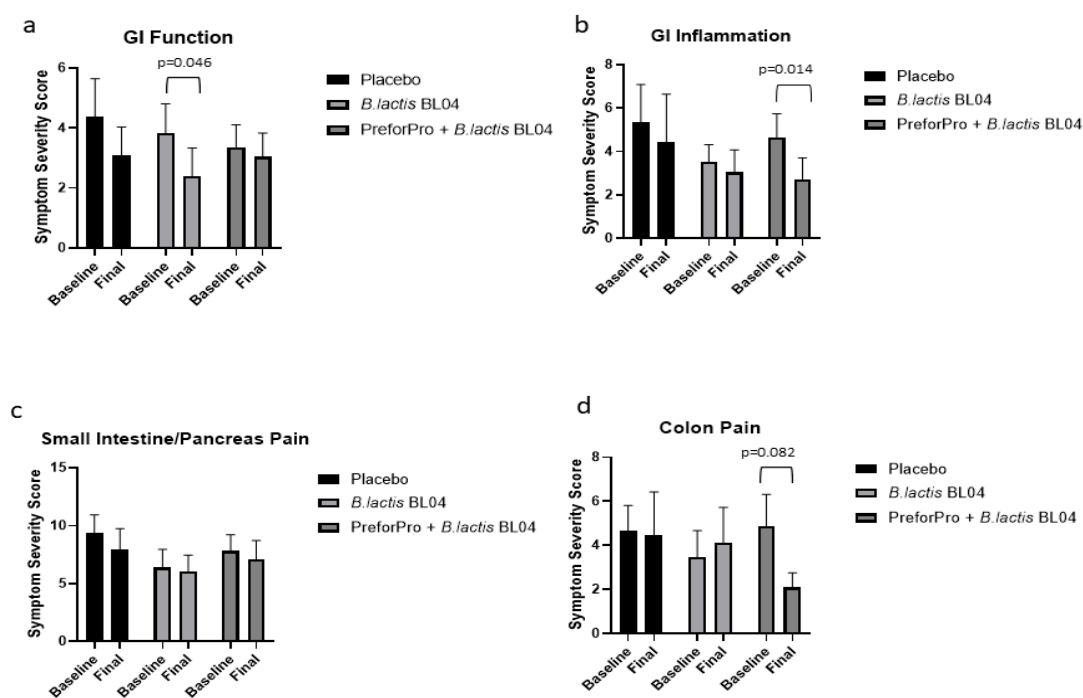 a
GI Function
p=0.046
Symptom Severity Score
6
4
2
0
Baseline
Final
Baseline
Final
Baseline
Final
Placebo
B.lactis BL04
PreforPro + B.lactis BL04
b
GI Inflammation
p=0.014
Symptom Severity Score
8
6
4
2
0
Baseline
Final
Baseline
Final
Baseline
Final
Placebo
B.lactis BL04
PreforPro + B.lactis BL04
c
Small Intestine/Pancreas Pain
Symptom Severity Score
15
10
5
0
Baseline
Final
Baseline
Final
Baseline
Final
Placebo
B.lactis BL04
PreforPro + B.lactis BL04
d
Colon Pain
p=0.082
Symptom Severity Score
8
6
4
2
0
Baseline
Final
Baseline
Final
Baseline
Final
Placebo
B.lactis BL04
PreforPro + B.lactis BL04